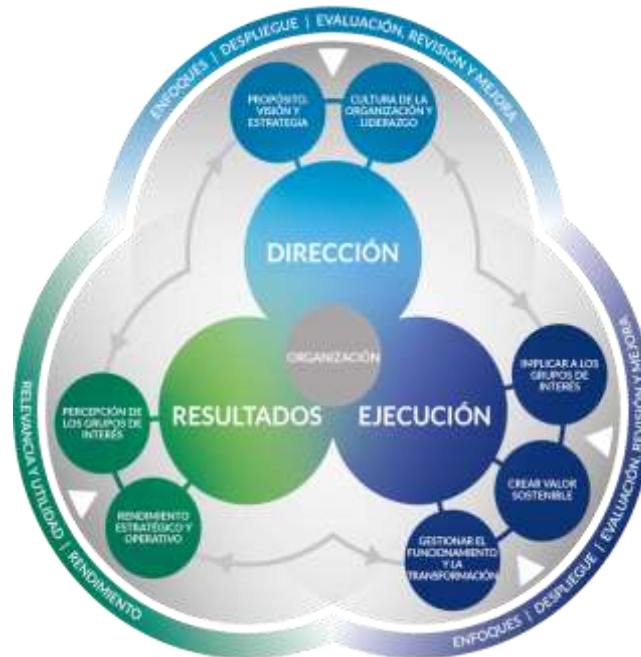 ENFOQUES | DESPLIEGUE | EVALUACIÓN, REVISIÓN Y MEJORA
PROPÓSITO,
VISIÓN Y
ESTRATEGIA
CULTURA DE LA
ORGANIZACIÓN Y
LIDERAZGO
DIRECCIÓN
ORGANIZACIÓN
RESULTADOS
EJECUCIÓN
IMPLICAR A LOS
GRUPOS DE
INTERÉS
CREAR VALOR
SOSTENIBLE
GESTIONAR EL
FUNCIONAMIENTO
Y LA
TRANSFORMACIÓN
PERCEPCIÓN DE
LOS GRUPOS DE
INTERÉS
RENDIMIENTO
ESTRATÉGICO Y
OPERATIVO
RELEVANCIA Y UTILIDAD | RENDIMIENTO
ENFOQUES | DESPLIEGUE | EVALUACIÓN, REVISIÓN Y MEJORA